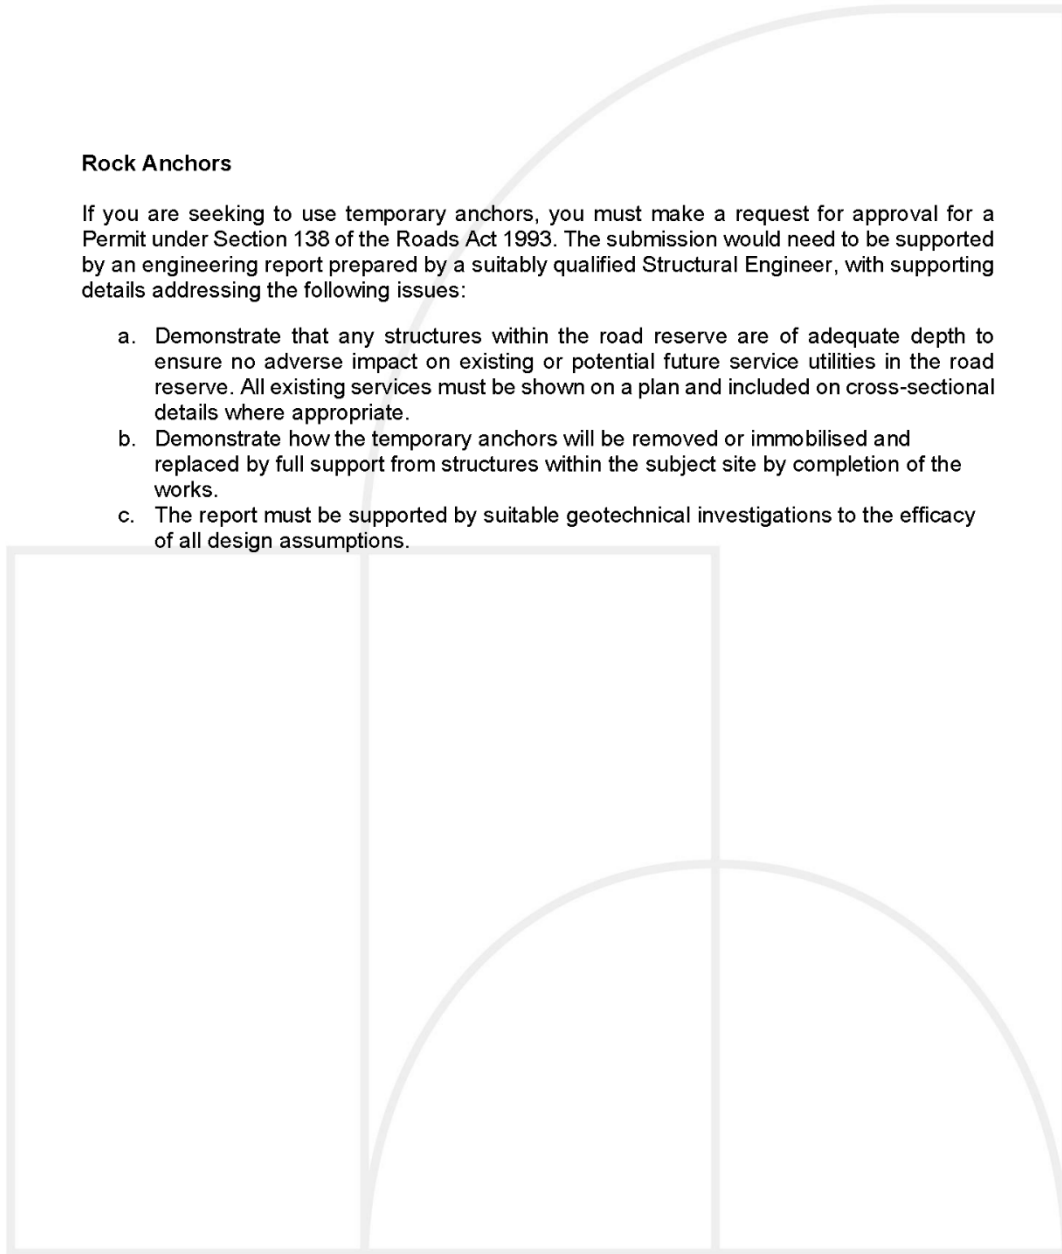 Rock Anchors
If you are seeking to use temporary anchors, you must make a request for approval for a
Permit under Section 138 of the Roads Act 1993. The submission would need to be supported
by an engineering report prepared by a suitably qualified Structural Engineer, with supporting
details addressing the following issues:
a. Demonstrate that any structures within the road reserve are of adequate depth to
ensure no adverse impact on existing or potential future service utilities in the road
reserve. All existing services must be shown on a plan and included on cross-sectional
details where appropriate.
b. Demonstrate how the temporary anchors will be removed or immobilised and
replaced by full support from structures within the subject site by completion of the
works.
c. The report must be supported by suitable geotechnical investigations to the efficacy
of all design assumptions.